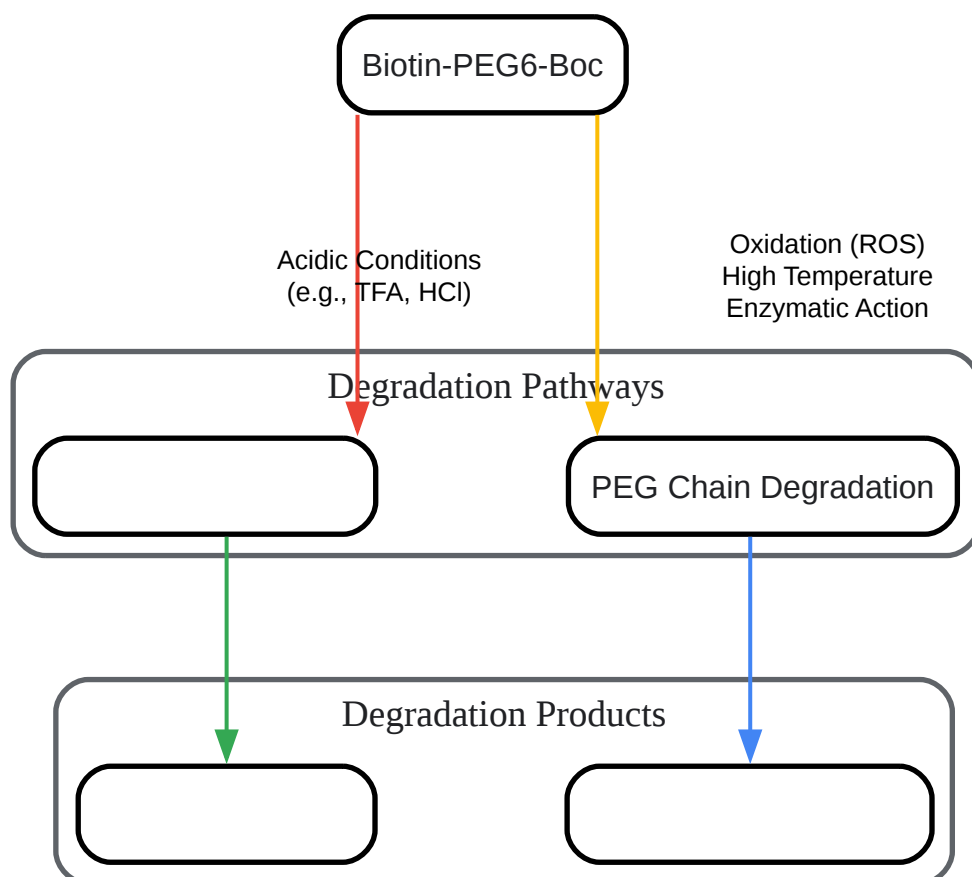 Biotin-PEG6-Boc
Acidic Conditions
(e.g., TFA, HCl)
Oxidation (ROS)
High Temperature
Enzymatic Action
Degradation Pathways
PEG Chain Degradation
Degradation Products